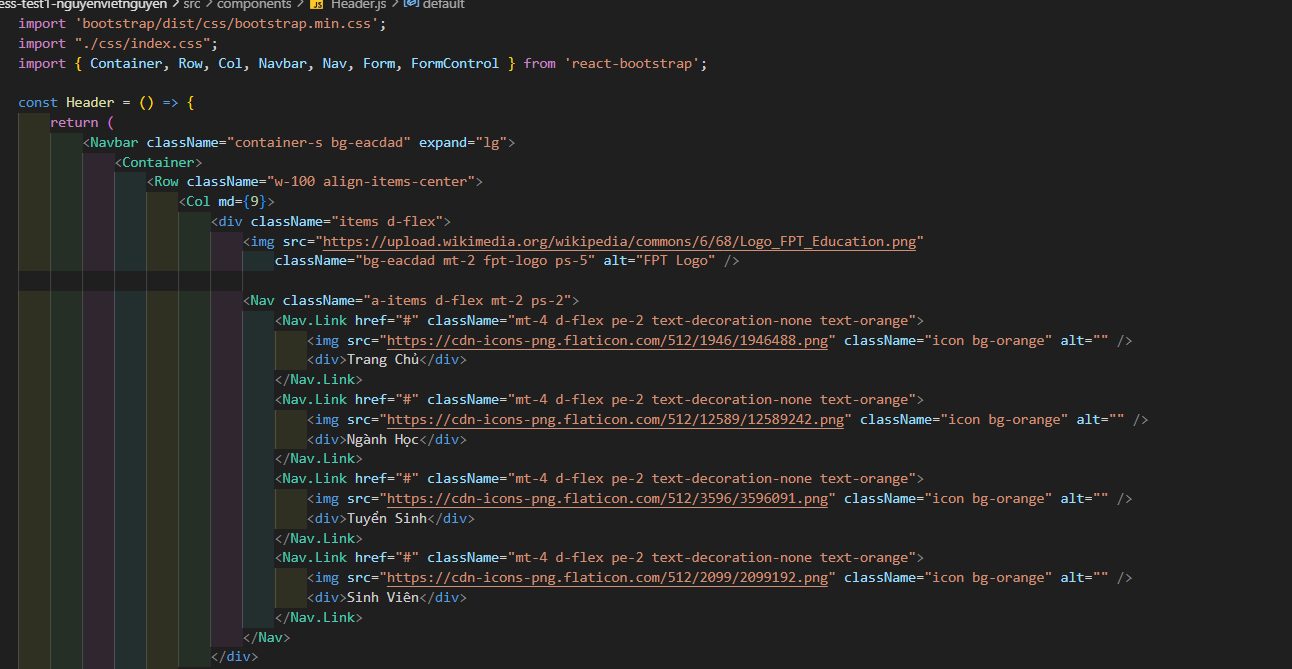 ess-test1-nguyenvietnguyen > src > components > JS Header.js > default
import 'bootstrap/dist/css/bootstrap.min.css';
import "./css/index.css";
import { Container, Row, Col, Navbar, Nav, Form, FormControl } from 'react-bootstrap';
const Header = () => {
return (
<Navbar className="container-s bg-eacdad" expand="lg">
<Container>
<Row className="w-100 align-items-center">
<Col md={9}>
<div className="items d-flex">
<img src="https://upload.wikimedia.org/wikipedia/commons/6/68/Logo_FPT_Education.png"
className="bg-eacdad mt-2 fpt-logo ps-5" alt="FPT Logo" />
<Nav className="a-items d-flex mt-2 ps-2">
<Nav.Link href="#" className="mt-4 d-flex pe-2 text-decoration-none text-orange">
<img src="https://cdn-icons-png.flaticon.com/512/1946/1946488.png" className="icon bg-orange" alt="" />
<div>Trang Chủ</div>
</Nav.Link>
<Nav.Link href="#" className="mt-4 d-flex pe-2 text-decoration-none text-orange">
<img src="https://cdn-icons-png.flaticon.com/512/12589/12589242.png" className="icon bg-orange" alt="" />
<div>Ngành Học</div>
</Nav.Link>
<Nav.Link href="#" className="mt-4 d-flex pe-2 text-decoration-none text-orange">
<img src="https://cdn-icons-png.flaticon.com/512/3596/3596091.png" className="icon bg-orange" alt="" />
<div>Tuyển Sinh</div>
</Nav.Link>
<Nav.Link href="#" className="mt-4 d-flex pe-2 text-decoration-none text-orange">
<img src="https://cdn-icons-png.flaticon.com/512/2099/2099192.png" className="icon bg-orange" alt="" />
<div>Sinh Viên</div>
</Nav.Link>
</Nav>
</div>